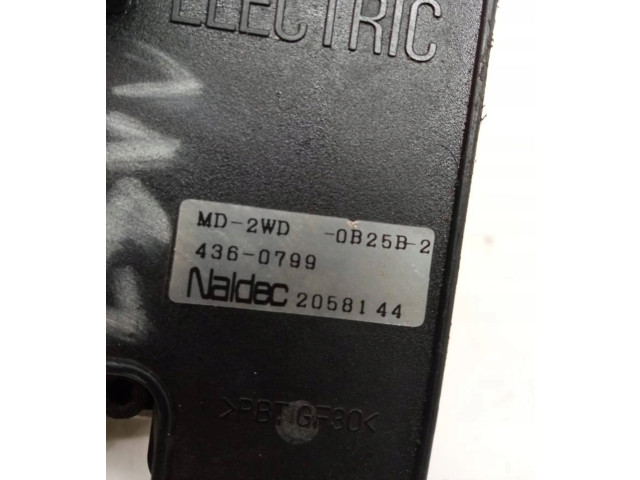 ELECTRIC
MD-2WD -0B25B-2
436-0799
Naldec 2058144
>PBT GF30<